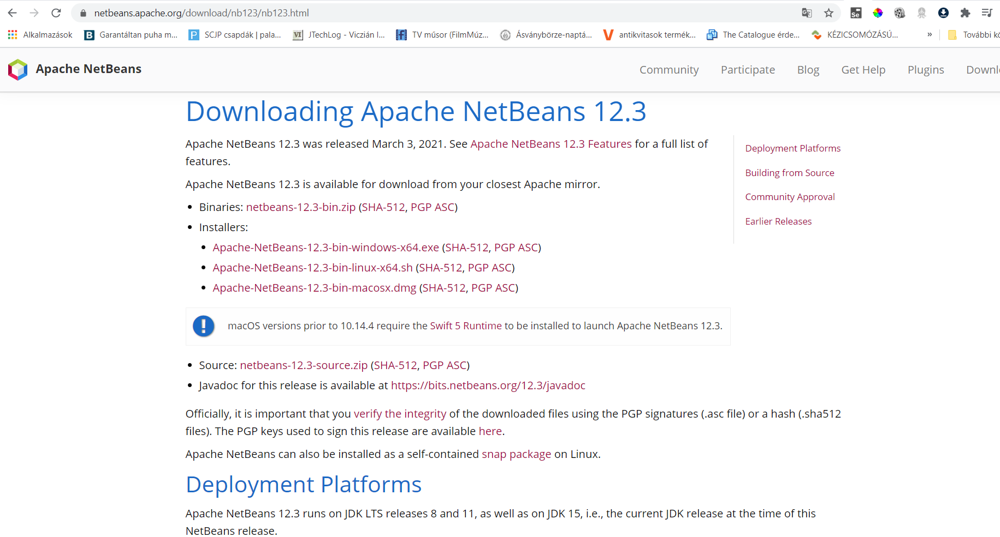 netbeans.apache.org/download/nb123/nb123.html
Se
Alkalmazások
B Garantáltan puha m...
P SCJP csapdák | pala...
VI JTechLog - Viczián I...
f TV műsor (FilmMúz...
Ásványbörze-naptá...
antikvitasok termék...
The Catalogue érde...
KÉZICSOMÓZÁSÚ...
»
További kö
Apache NetBeans
Community
Participate
Blog
Get Help
Plugins
Downl
Downloading Apache NetBeans 12.3
Apache NetBeans 12.3 was released March 3, 2021. See Apache NetBeans 12.3 Features for a full list of
features.
Apache NetBeans 12.3 is available for download from your closest Apache mirror.
• Binaries: netbeans-12.3-bin.zip (SHA-512, PGP ASC)
• Installers:
• Apache-NetBeans-12.3-bin-windows-x64.exe (SHA-512, PGP ASC)
• Apache-NetBeans-12.3-bin-linux-x64.sh (SHA-512, PGP ASC)
• Apache-NetBeans-12.3-bin-macosx.dmg (SHA-512, PGP ASC)
! macOS versions prior to 10.14.4 require the Swift 5 Runtime to be installed to launch Apache NetBeans 12.3.
• Source: netbeans-12.3-source.zip (SHA-512, PGP ASC)
• Javadoc for this release is available at https://bits.netbeans.org/12.3/javadoc
Officially, it is important that you verify the integrity of the downloaded files using the PGP signatures (.asc file) or a hash (.sha512
files). The PGP keys used to sign this release are available here.
Apache NetBeans can also be installed as a self-contained snap package on Linux.
Deployment Platforms
Apache NetBeans 12.3 runs on JDK LTS releases 8 and 11, as well as on JDK 15, i.e., the current JDK release at the time of this
NetBeans release.
Deployment Platforms
Building from Source
Community Approval
Earlier Releases